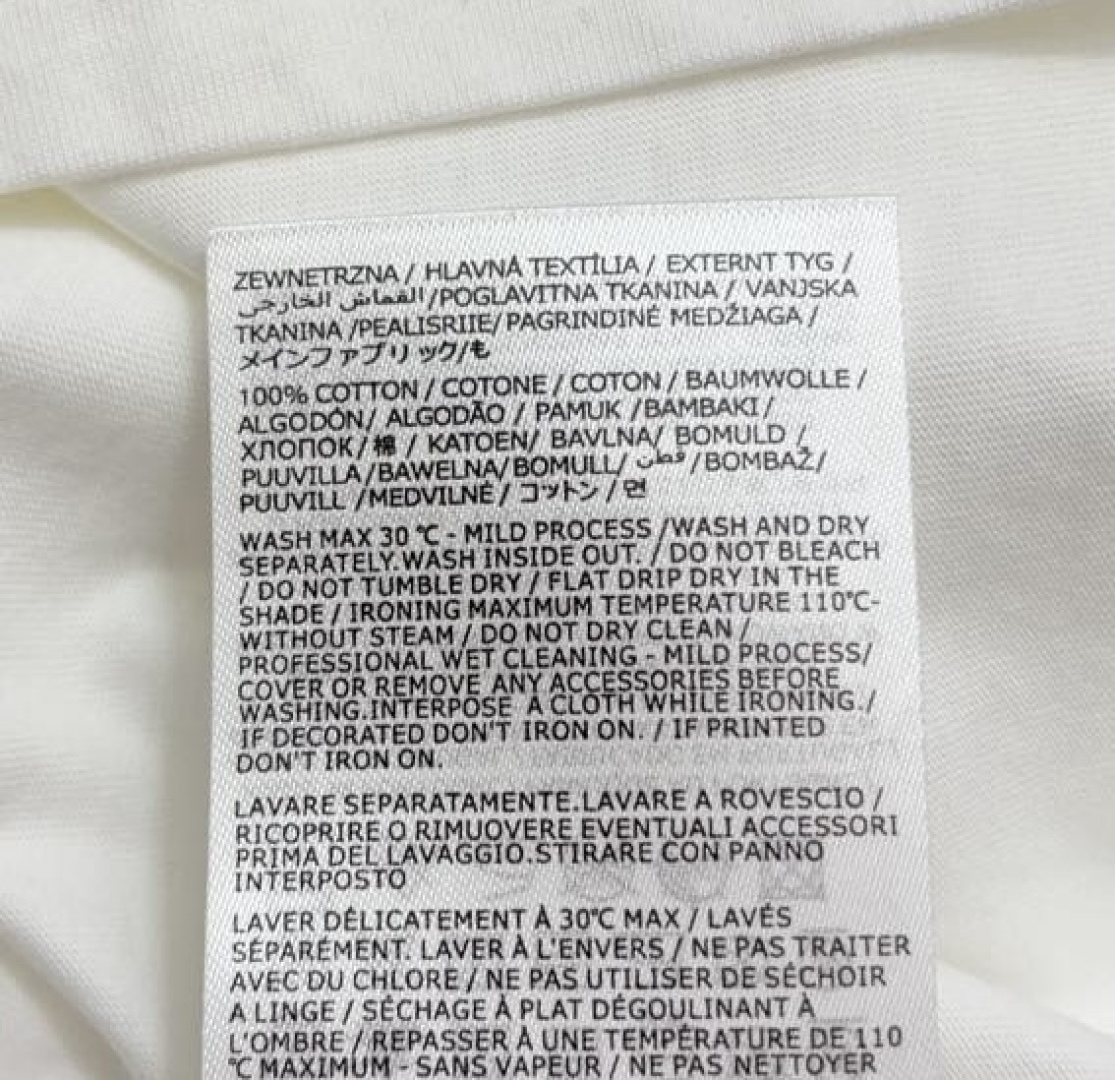 ZEWNETRZNA / HLAVNÁ TEXTÍLIA / EXTERNT TYG /
القماش الخارجي/POGLAVITNA TKANINA / VANJSKA
TKANINA /PEALISRIIE/ PAGRINDINÉ MEDŽIAGA /
メインファブリック/も
100% COTTON / COTONE / COTON / BAUMWOLLE /
ALGODÓN/ ALGODÃO / PAMUK /BAMBAKI /
ХЛОПОК/棉 / KATOEN/ BAVLNA/ BOMULD /
PUUVILLA /BAWELNA/BOMULL/ قطن /BOMBAŽ/
PUUVILL /MEDVILNÉ / コットン / 면
WASH MAX 30 °C - MILD PROCESS /WASH AND DRY
SEPARATELY.WASH INSIDE OUT. / DO NOT BLEACH
/ DO NOT TUMBLE DRY / FLAT DRIP DRY IN THE
SHADE / IRONING MAXIMUM TEMPERATURE 110°C-
WITHOUT STEAM / DO NOT DRY CLEAN /
PROFESSIONAL WET CLEANING - MILD PROCESS/
COVER OR REMOVE ANY ACCESSORIES BEFORE
WASHING.INTERPOSE A CLOTH WHILE IRONING./
IF DECORATED DON'T IRON ON. / IF PRINTED
DON'T IRON ON.
LAVARE SEPARATAMENTE.LAVARE A ROVESCIO /
RICOPRIRE O RIMUOVERE EVENTUALI ACCESSORI
PRIMA DEL LAVAGGIO.STIRARE CON PANNO
INTERPOSTO
LAVER DÉLICATEMENT À 30°C MAX / LAVÉS
SÉPARÉMENT. LAVER À L'ENVERS / NE PAS TRAITER
AVEC DU CHLORE / NE PAS UTILISER DE SÉCHOIR
A LINGE / SÉCHAGE À PLAT DÉGOULINANT À
L'OMBRE / REPASSER À UNE TEMPÉRATURE DE 110
°C MAXIMUM - SANS VAPEUR / NE PAS NETTOYER